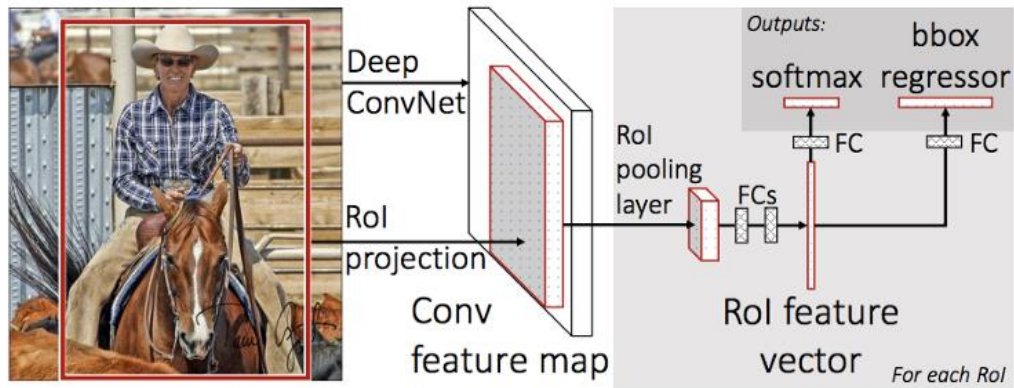 Outputs:
bbox
softmax
regressor
Deep
ConvNet
FC
FC
RoI
pooling
layer
FCs
RoI
projection
Conv
feature map
RoI feature
vector
For each RoI